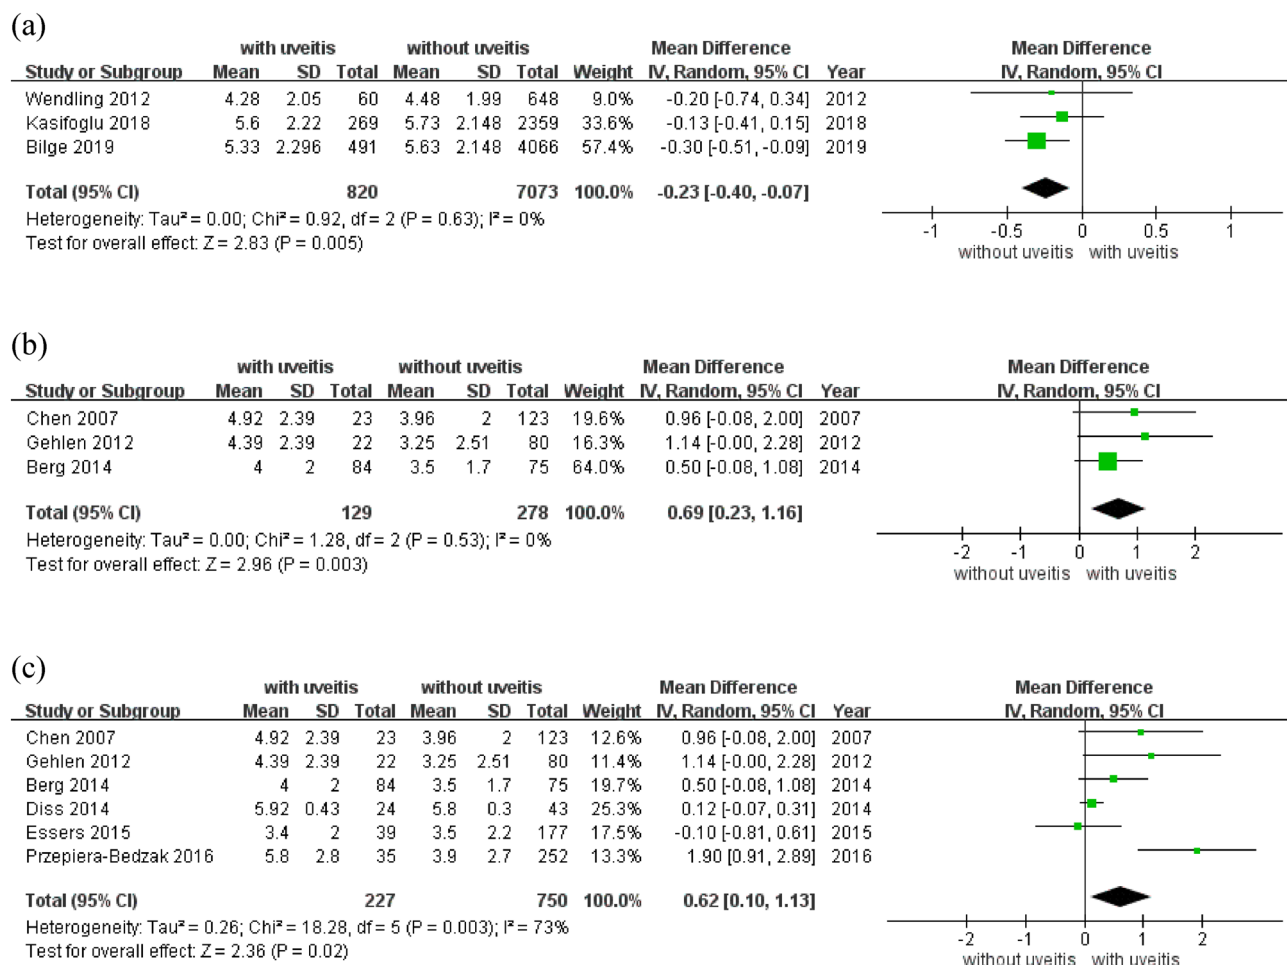 (a)
with uveitis without uveitis Mean Difference Mean Difference
Study or Subgroup Mean SD Total Mean SD Total Weight IV, Random, 95% CI Year IV, Random, 95% CI
Wendling 2012 4.28 2.05 60 4.48 1.99 648 9.0% -0.20 [-0.74, 0.34] 2012
Kasifoglu 2018 5.6 2.22 269 5.73 2.148 2359 33.6% -0.13 [-0.41, 0.15] 2018
Bilge 2019 5.33 2.296 491 5.63 2.148 4066 57.4% -0.30 [-0.51, -0.09] 2019
Total (95% CI) 820 7073 100.0% -0.23 [-0.40, -0.07]
Heterogeneity: Tau² = 0.00; Chi² = 0.92, df = 2 (P = 0.63); I² = 0%
Test for overall effect: Z = 2.83 (P = 0.005)
-1 -0.5 0 0.5 1
without uveitis with uveitis
(b)
with uveitis without uveitis Mean Difference Mean Difference
Study or Subgroup Mean SD Total Mean SD Total Weight IV, Random, 95% CI Year IV, Random, 95% CI
Chen 2007 4.92 2.39 23 3.96 2 123 19.6% 0.96 [-0.08, 2.00] 2007
Gehlen 2012 4.39 2.39 22 3.25 2.51 80 16.3% 1.14 [-0.00, 2.28] 2012
Berg 2014 4 2 84 3.5 1.7 75 64.0% 0.50 [-0.08, 1.08] 2014
Total (95% CI) 129 278 100.0% 0.69 [0.23, 1.16]
Heterogeneity: Tau² = 0.00; Chi² = 1.28, df = 2 (P = 0.53); I² = 0%
Test for overall effect: Z = 2.96 (P = 0.003)
-2 -1 0 1 2
without uveitis with uveitis
(c)
with uveitis without uveitis Mean Difference Mean Difference
Study or Subgroup Mean SD Total Mean SD Total Weight IV, Random, 95% CI Year IV, Random, 95% CI
Chen 2007 4.92 2.39 23 3.96 2 123 12.6% 0.96 [-0.08, 2.00] 2007
Gehlen 2012 4.39 2.39 22 3.25 2.51 80 11.4% 1.14 [-0.00, 2.28] 2012
Berg 2014 4 2 84 3.5 1.7 75 19.7% 0.50 [-0.08, 1.08] 2014
Diss 2014 5.92 0.43 24 5.8 0.3 43 25.3% 0.12 [-0.07, 0.31] 2014
Essers 2015 3.4 2 39 3.5 2.2 177 17.5% -0.10 [-0.81, 0.61] 2015
Przepiera-Bedzak 2016 5.8 2.8 35 3.9 2.7 252 13.3% 1.90 [0.91, 2.89] 2016
Total (95% CI) 227 750 100.0% 0.62 [0.10, 1.13]
Heterogeneity: Tau² = 0.26; Chi² = 18.28, df = 5 (P = 0.003); I² = 73%
Test for overall effect: Z = 2.36 (P = 0.02)
-2 -1 0 1 2
without uveitis with uveitis